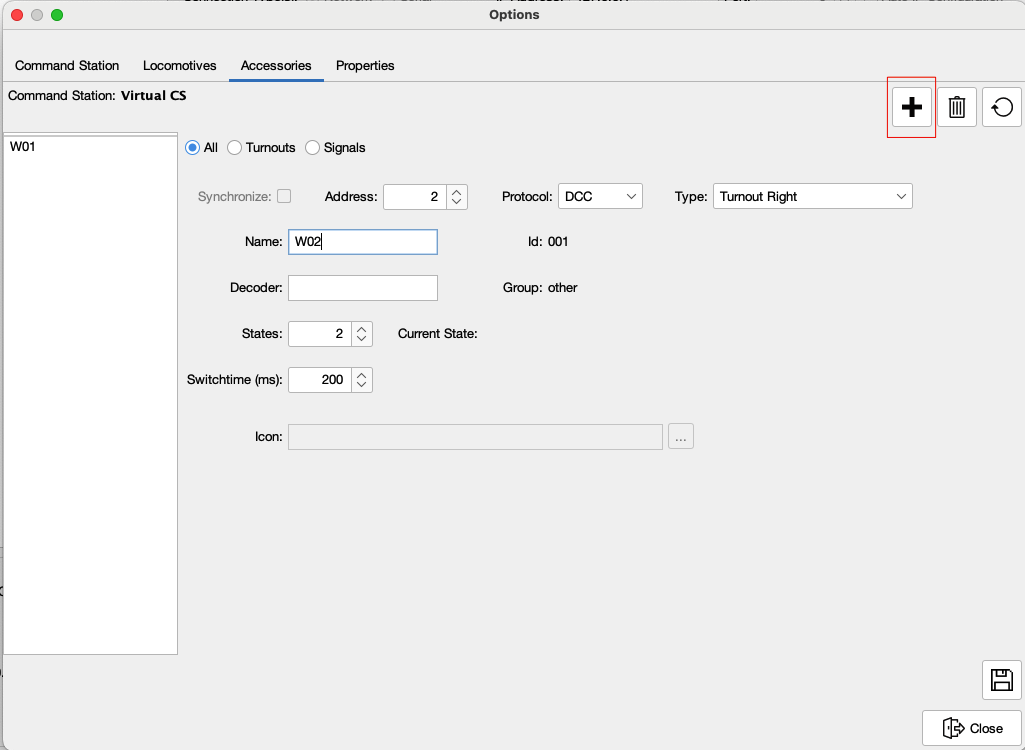 Options
Command Station Locomotives Accessories Properties
Command Station: Virtual CS
W01
All Turnouts Signals
Synchronize: Address: 2 Protocol: DCC Type: Turnout Right
Name: W02 Id: 001
Decoder: Group: other
States: 2 Current State:
Switchtime (ms): 200
Icon: ...
Close